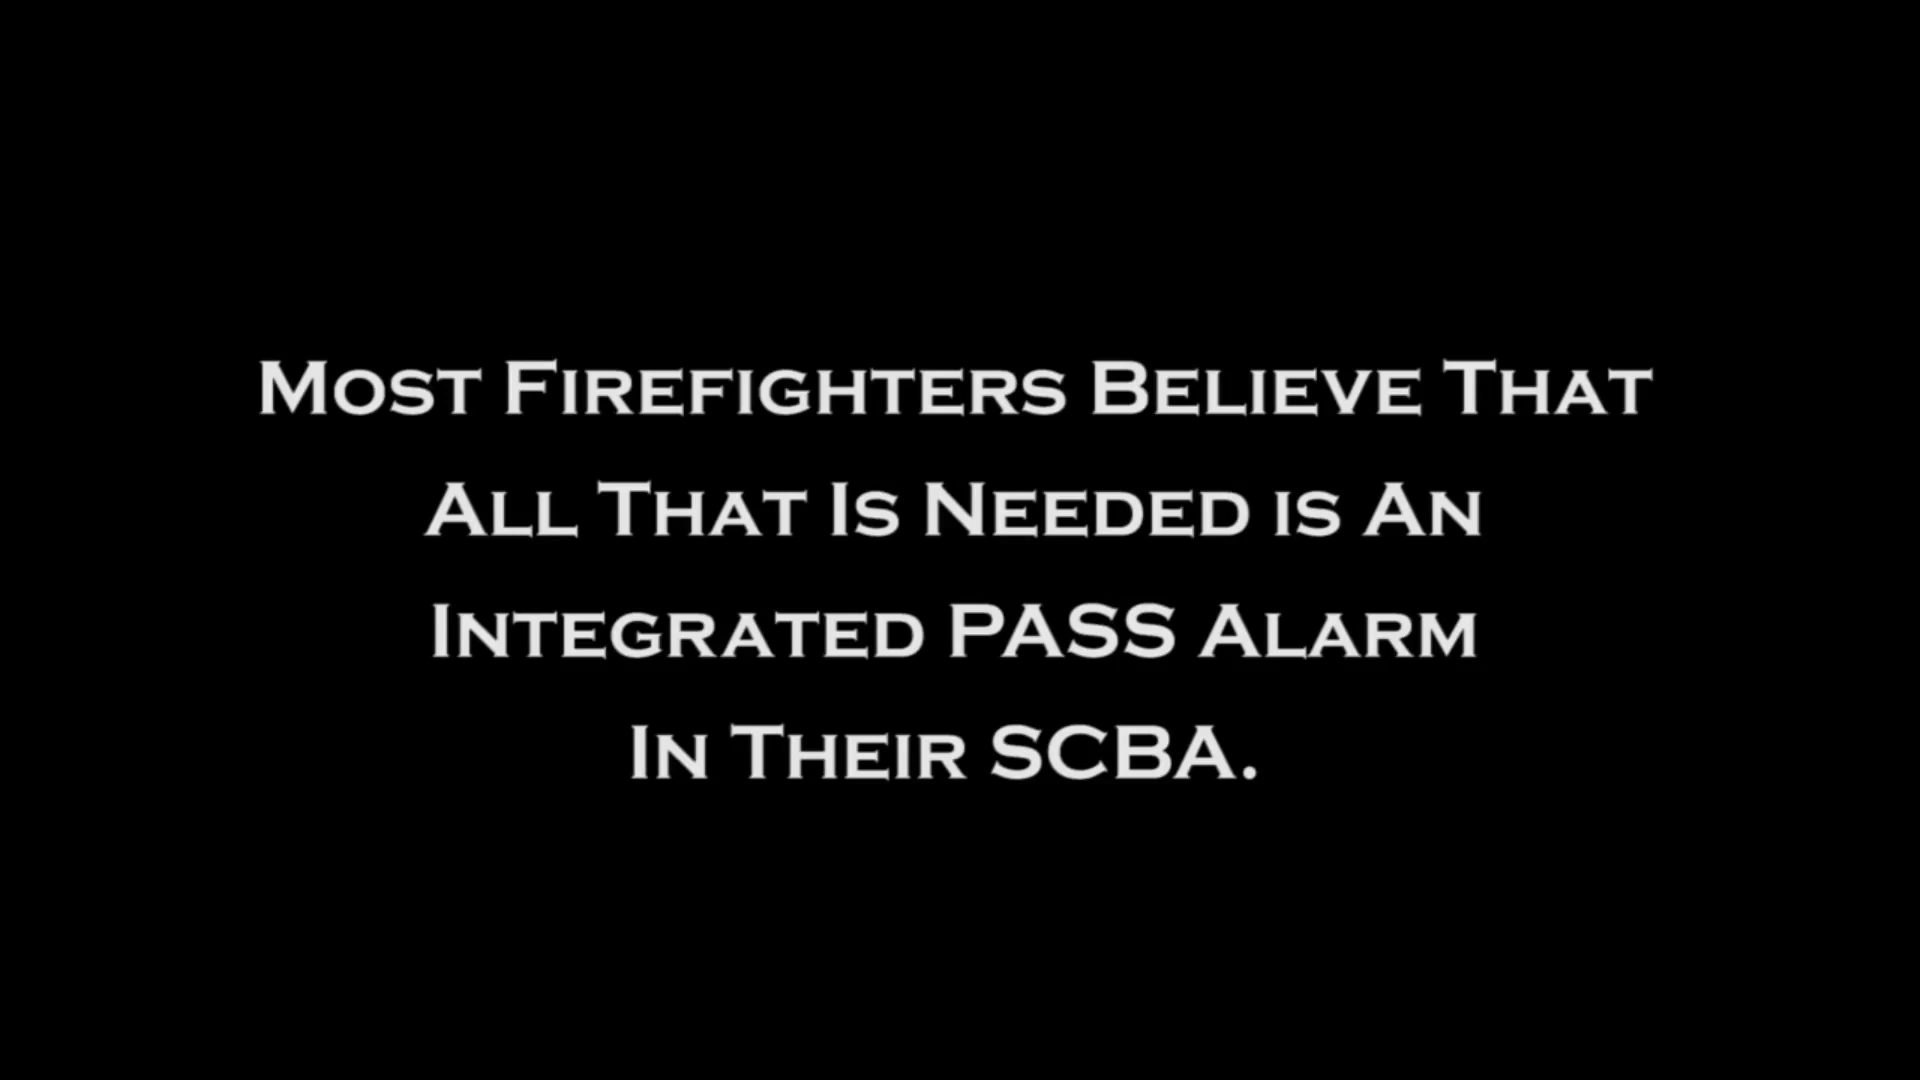 Most Firefighters Believe That
All That Is Needed is An
Integrated PASS Alarm
In Their SCBA.